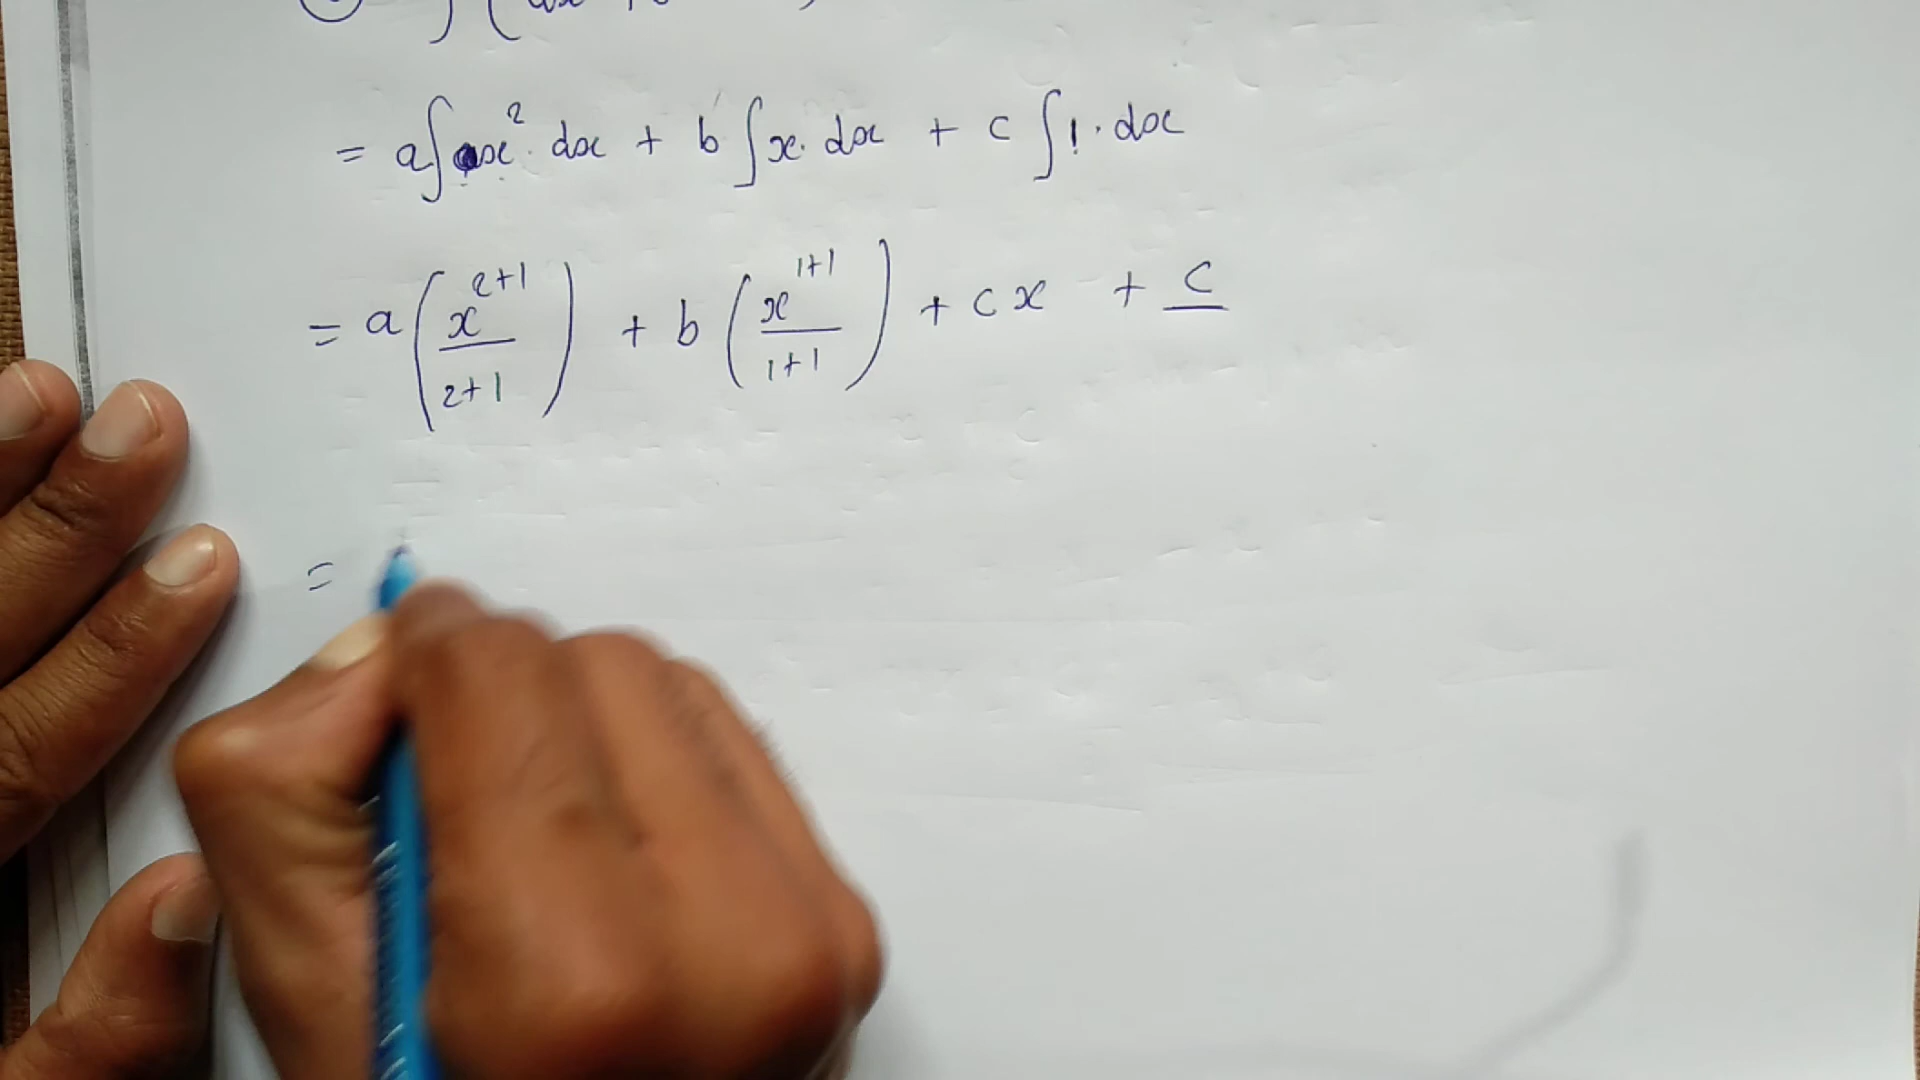 = a∫x² dx + b ∫x. dx + c ∫1. dx
= a(x^(2+1)/(2+1)) + b(x^(1+1)/(1+1)) + cx + c
=